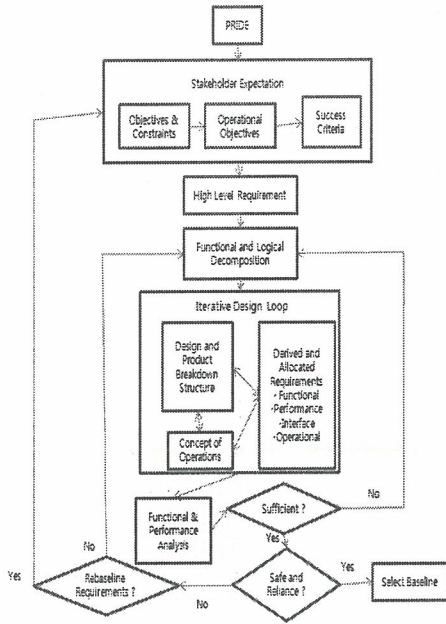 PRIDE
Stakeholder Expectation
Objectives &
Constraints
Operational
Objectives
Success
Criteria
High Level Requirement
Functional and Logical
Decomposition
Iterative Design Loop
Design and
Product
Breakdown
Structure
Derived and
Allocated
Requirements
- Functional
-Performance
-Interface
-Operational
Concept of
Operations
Functional &
Performance
Analysis
Sufficient ?
No
Yes
No
Yes
Rebaseline
Requirements ?
No
Safe and
Reliance ?
Yes
Select Baseline